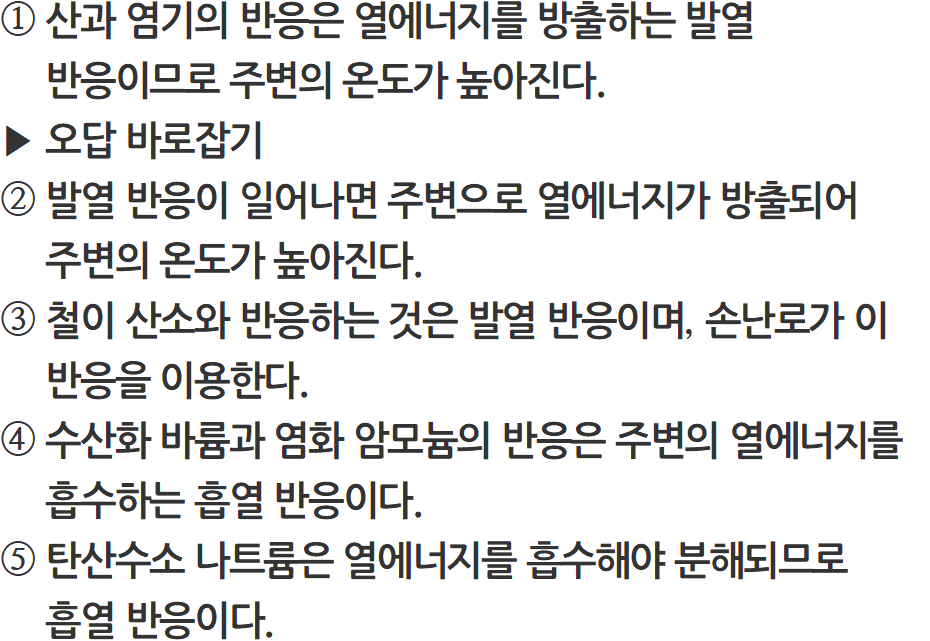 ① 산과 염기의 반응은 열에너지를 방출하는 발열
반응이므로 주변의 온도가 높아진다.
▶ 오답 바로잡기
② 발열 반응이 일어나면 주변으로 열에너지가 방출되어
주변의 온도가 높아진다.
③ 철이 산소와 반응하는 것은 발열 반응이며, 손난로가 이
반응을 이용한다.
④ 수산화 바륨과 염화 암모늄의 반응은 주변의 열에너지를
흡수하는 흡열 반응이다.
⑤ 탄산수소 나트륨은 열에너지를 흡수해야 분해되므로
흡열 반응이다.